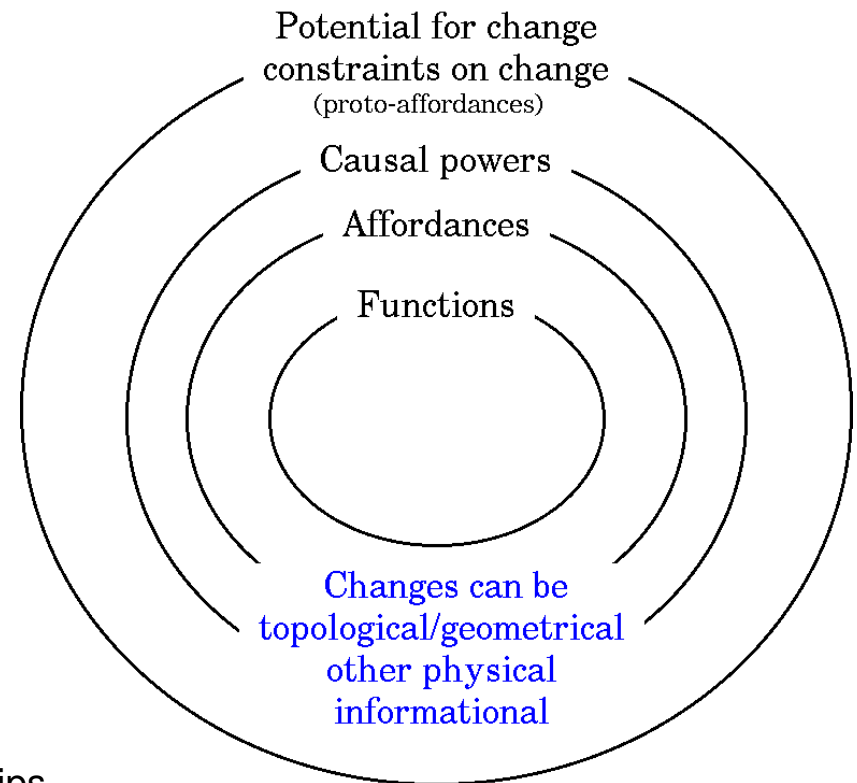 Potential for change
constraints on change
(proto-affordances)
Causal powers
Affordances
Functions
Changes can be
topological/geometrical
other physical
informational